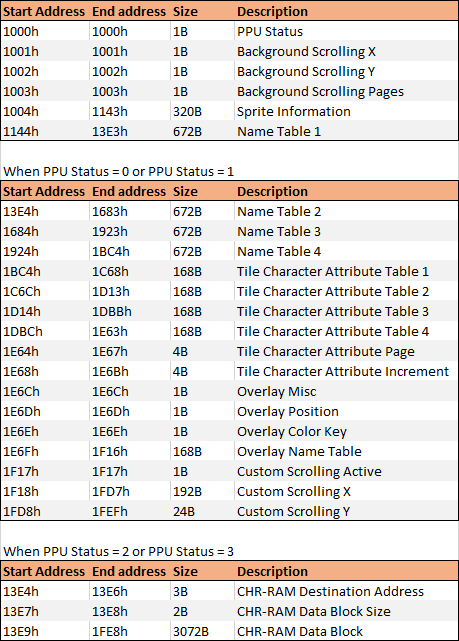 Start Address End address Size Description
1000h 1000h 1B PPU Status
1001h 1001h 1B Background Scrolling X
1002h 1002h 1B Background Scrolling Y
1003h 1003h 1B Background Scrolling Pages
1004h 1143h 320B Sprite Information
1144h 13E3h 672B Name Table 1
When PPU Status = 0 or PPU Status = 1
Start Address End address Size Description
13E4h 1683h 672B Name Table 2
1684h 1923h 672B Name Table 3
1924h 1BC4h 672B Name Table 4
1BC4h 1C68h 168B Tile Character Attribute Table 1
1C6Ch 1D13h 168B Tile Character Attribute Table 2
1D14h 1DBBh 168B Tile Character Attribute Table 3
1DBCh 1E63h 168B Tile Character Attribute Table 4
1E64h 1E67h 4B Tile Character Attribute Page
1E68h 1E6Bh 4B Tile Character Attribute Increment
1E6Ch 1E6Ch 1B Overlay Misc
1E6Dh 1E6Dh 1B Overlay Position
1E6Eh 1E6Eh 1B Overlay Color Key
1E6Fh 1F16h 168B Overlay Name Table
1F17h 1F17h 1B Custom Scrolling Active
1F18h 1FD7h 192B Custom Scrolling X
1FD8h 1FEFh 24B Custom Scrolling Y
When PPU Status = 2 or PPU Status = 3
Start Address End address Size Description
13E4h 13E6h 3B CHR-RAM Destination Address
13E7h 13E8h 2B CHR-RAM Data Block Size
13E9h 1FE8h 3072B CHR-RAM Data Block